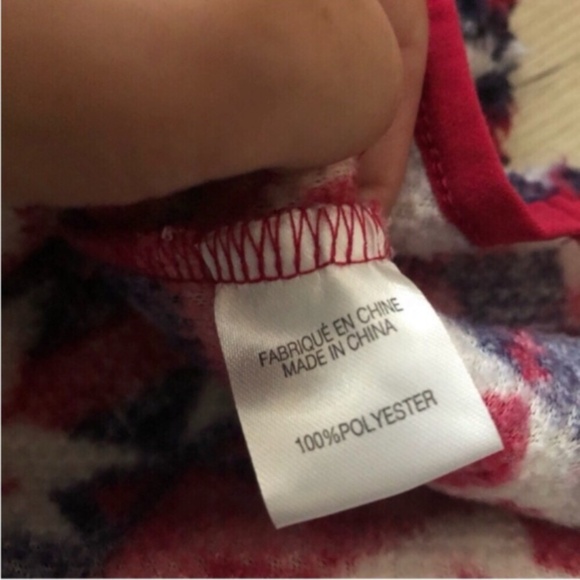 FABRIQUÉ EN CHINE
MADE IN CHINA
100%POLYESTER